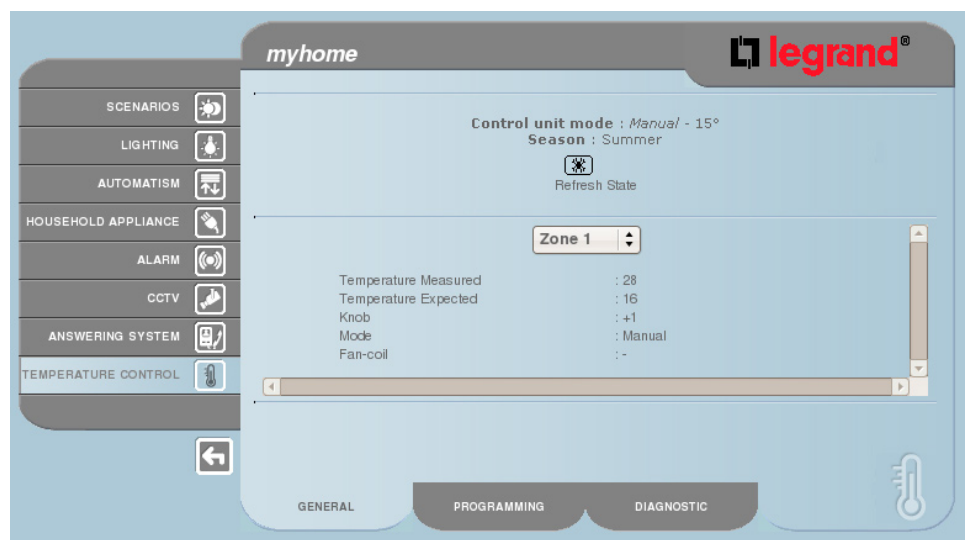 myhome
legrand®
SCENARIOS
LIGHTING
AUTOMATISM
HOUSEHOLD APPLIANCE
ALARM
CCTV
ANSWERING SYSTEM
TEMPERATURE CONTROL
Control unit mode : Manual - 15°
Season : Summer
Refresh State
Zone 1
Temperature Measured : 28
Temperature Expected : 16
Knob : +1
Mode : Manual
Fan-coil : -
GENERAL PROGRAMMING DIAGNOSTIC